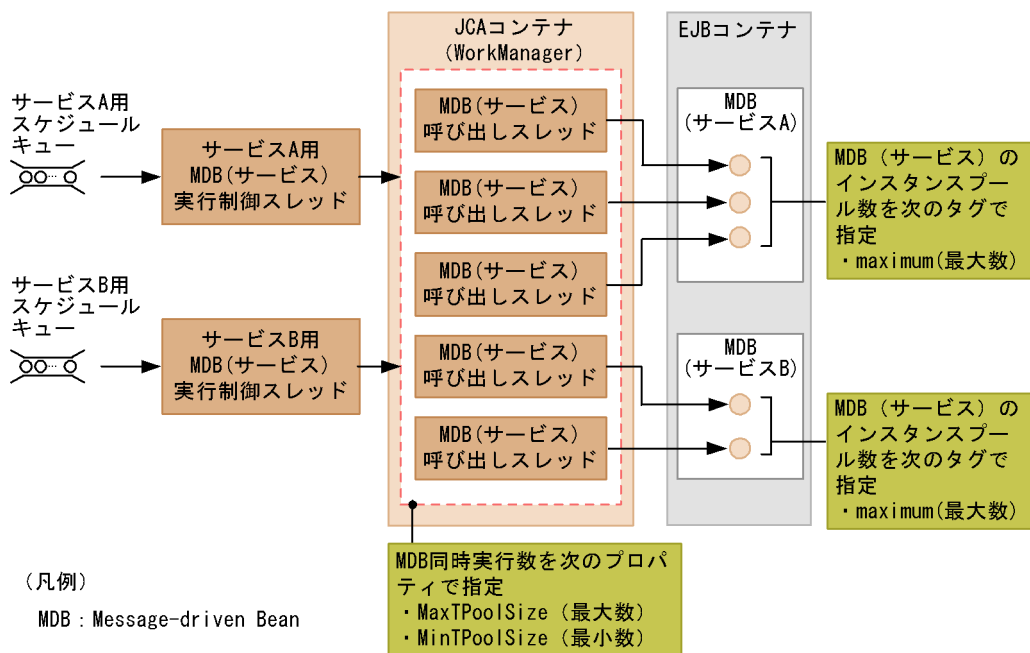 JCAコンテナ
(WorkManager)
EJBコンテナ
サービスA用
スケジュール
キュー
サービスA用
MDB(サービス)
実行制御スレッド
サービスB用
スケジュール
キュー
サービスB用
MDB(サービス)
実行制御スレッド
MDB(サービス)
呼び出しスレッド
MDB(サービス)
呼び出しスレッド
MDB(サービス)
呼び出しスレッド
MDB(サービス)
呼び出しスレッド
MDB(サービス)
呼び出しスレッド
MDB
(サービスA)
MDB
(サービスB)
MDB（サービス）の
インスタンスプー
ル数を次のタグで
指定
・maximum(最大数)
MDB（サービス）の
インスタンスプー
ル数を次のタグで
指定
・maximum(最大数)
MDB同時実行数を次のプロパ
ティで指定
・MaxTPoolSize（最大数）
・MinTPoolSize（最小数）
（凡例）
MDB：Message-driven Bean